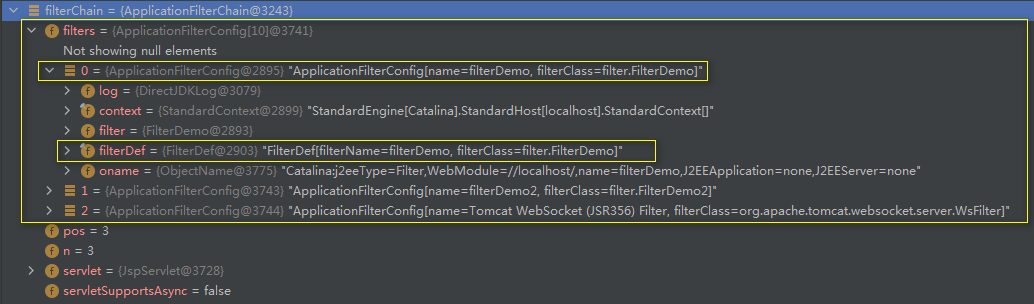 filterChain = {ApplicationFilterChain@3243}
filters = {ApplicationFilterConfig[10]@3741}
Not showing null elements
0 = {ApplicationFilterConfig@2895} "ApplicationFilterConfig[name=filterDemo, filterClass=filter.FilterDemo]"
log = {DirectJDKLog@3079}
context = {StandardContext@2899} "StandardEngine[Catalina].StandardHost[localhost].StandardContext[]"
filter = {FilterDemo@2893}
filterDef = {FilterDef@2903} "FilterDef[filterName=filterDemo, filterClass=filter.FilterDemo]"
oname = {ObjectName@3775} "Catalina:j2eeType=Filter,WebModule=//localhost/,name=filterDemo,J2EEApplication=none,J2EEServer=none"
1 = {ApplicationFilterConfig@3743} "ApplicationFilterConfig[name=filterDemo2, filterClass=filter.FilterDemo2]"
2 = {ApplicationFilterConfig@3744} "ApplicationFilterConfig[name=Tomcat WebSocket (JSR356) Filter, filterClass=org.apache.tomcat.websocket.server.WsFilter]"
pos = 3
n = 3
servlet = {JspServlet@3728}
servletSupportsAsync = false